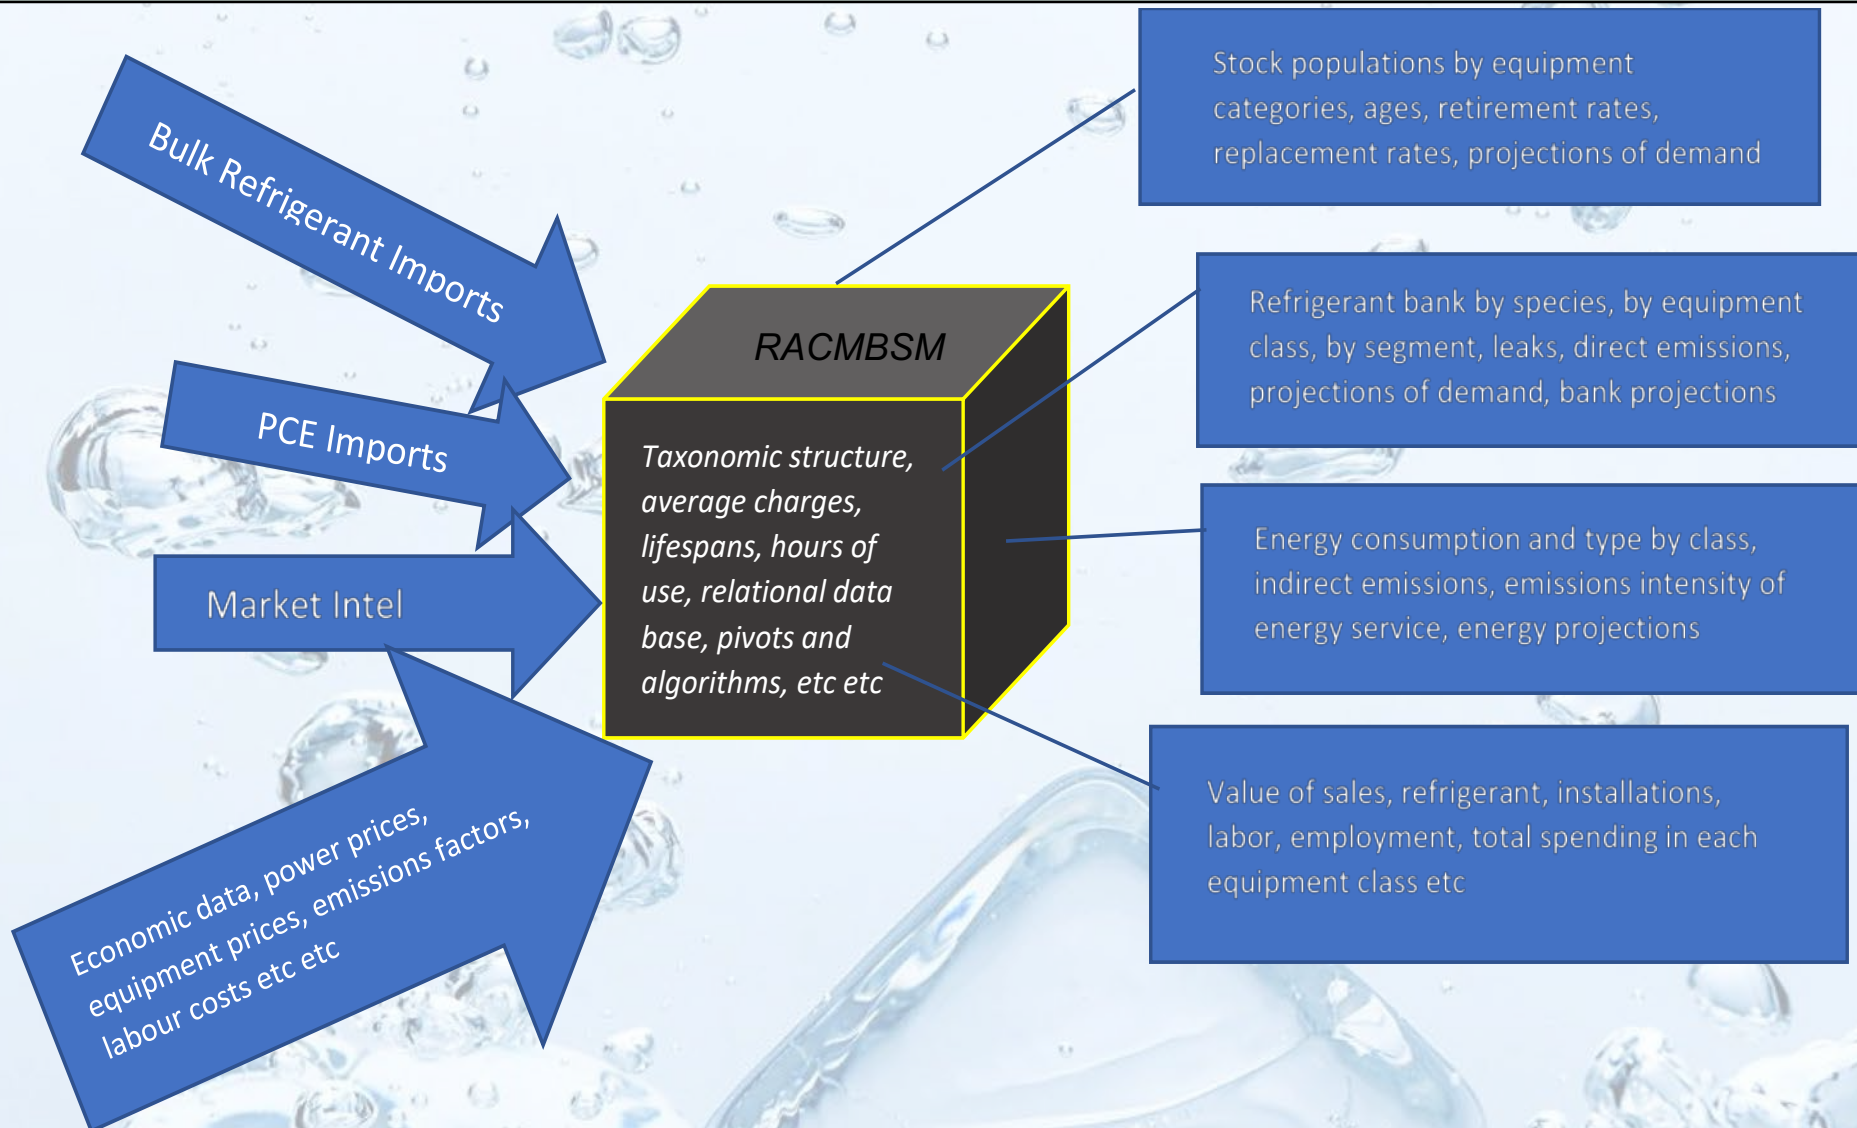 Bulk Refrigerant Imports
PCE Imports
Market Intel
Economic data, power prices,
equipment prices, emissions factors,
labour costs etc etc
RACMBSM
Taxonomic structure,
average charges,
lifespans, hours of
use, relational data
base, pivots and
algorithms, etc etc
Stock populations by equipment
categories, ages, retirement rates,
replacement rates, projections of demand
Refrigerant bank by species, by equipment
class, by segment, leaks, direct emissions,
projections of demand, bank projections
Energy consumption and type by class,
indirect emissions, emissions intensity of
energy service, energy projections
Value of sales, refrigerant, installations,
labor, employment, total spending in each
equipment class etc